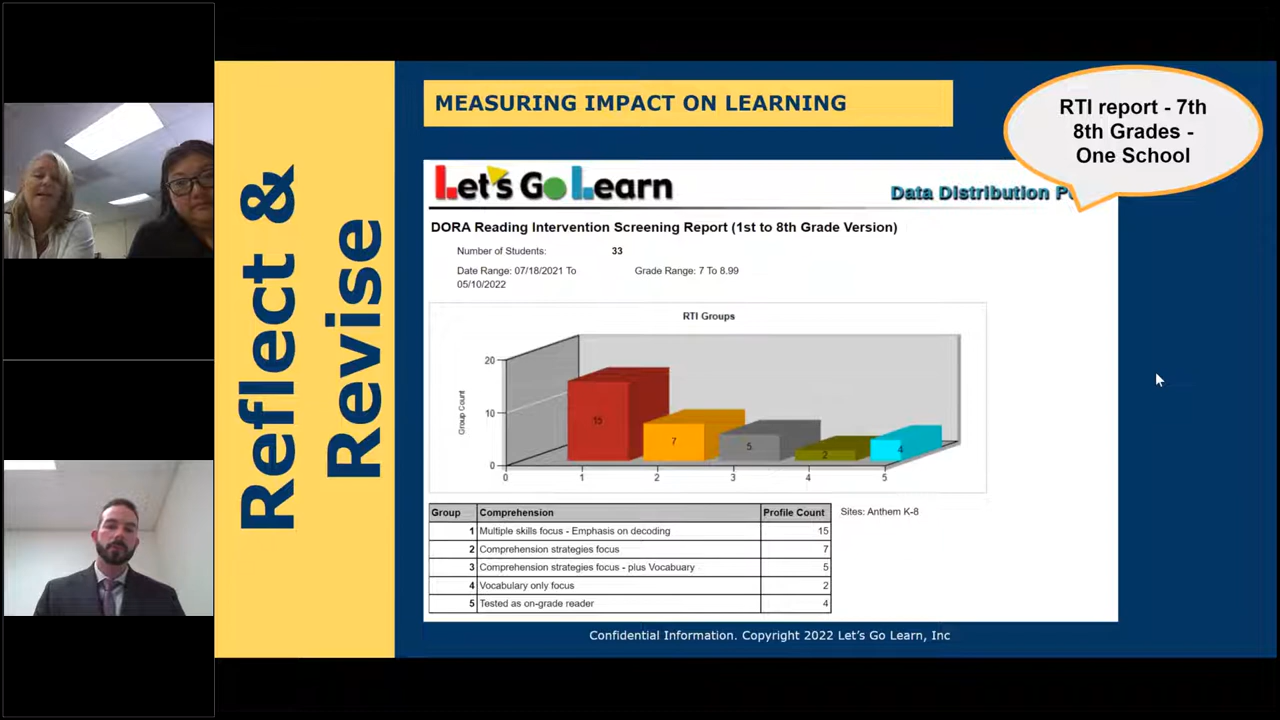 Reflect &
Revise
MEASURING IMPACT ON LEARNING
RTI report - 7th
8th Grades -
One School
Let's Go Learn
Data Distribution P
DORA Reading Intervention Screening Report (1st to 8th Grade Version)
Number of Students: 33
Date Range: 07/18/2021 To
05/10/2022
Grade Range: 7 To 8.99
RTI Groups
Group Count
20
10
0
15
7
5
2
4
0 1 2 3 4 5
Group Comprehension Profile Count
1 Multiple skills focus - Emphasis on decoding 15
2 Comprehension strategies focus 7
3 Comprehension strategies focus - plus Vocabuary 5
4 Vocabulary only focus 2
5 Tested as on-grade reader 4
Sites: Anthem K-8
Confidential Information. Copyright 2022 Let's Go Learn, Inc